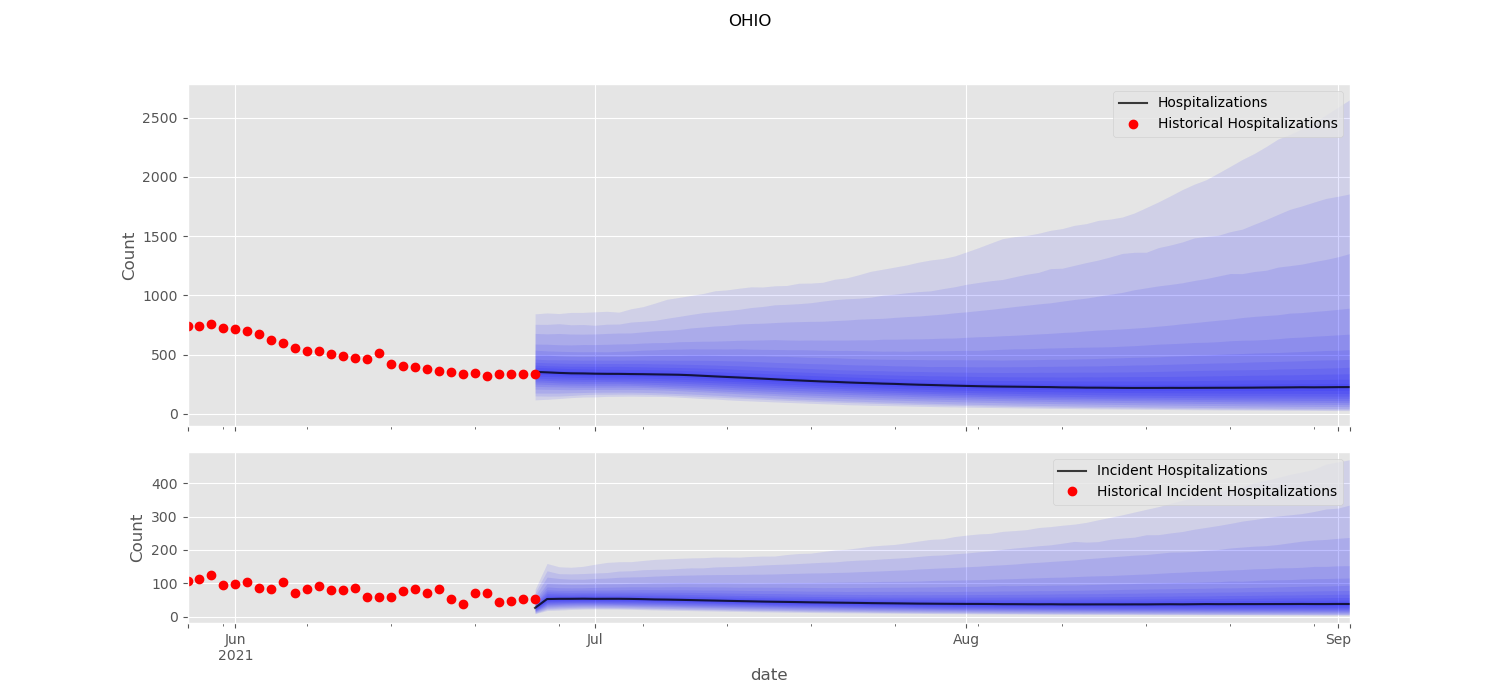 OHIO
Hospitalizations
Historical Hospitalizations
2500
2000
1500
1000
500
0
Count
Incident Hospitalizations
Historical Incident Hospitalizations
400
300
200
100
0
Count
Jun Jul Aug Sep
2021
date